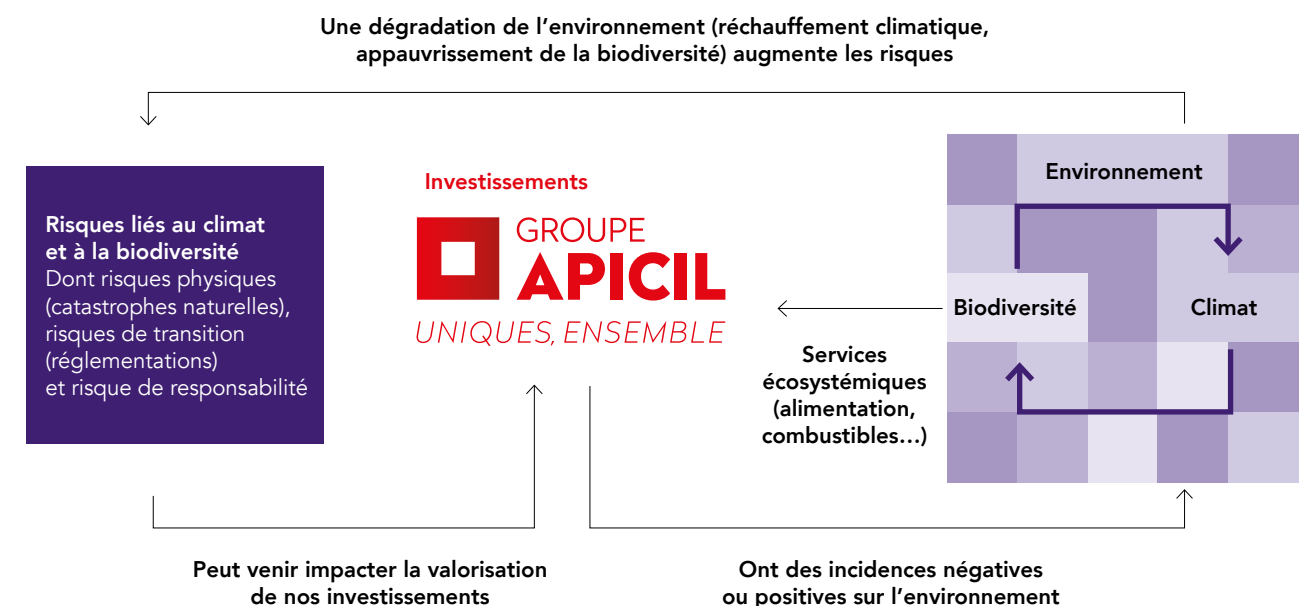 Une dégradation de l’environnement (réchauffement climatique,
appauvrissement de la biodiversité) augmente les risques
Risques liés au climat
et à la biodiversité
Dont risques physiques
(catastrophes naturelles),
risques de transition
(réglementations)
et risque de responsabilité
Investissements
GROUPE
APICIL
UNIQUES, ENSEMBLE
Services
écosystémiques
(alimentation,
combustibles…)
Environnement
Biodiversité
Climat
Peut venir impacter la valorisation
de nos investissements
Ont des incidences négatives
ou positives sur l’environnement